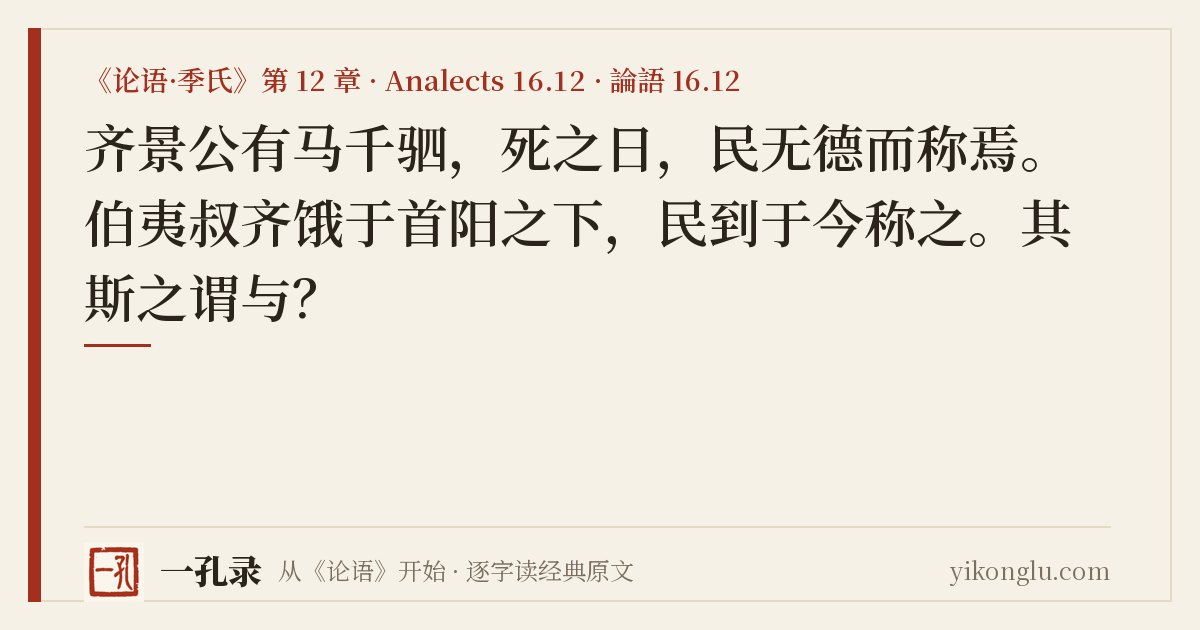 《论语·季氏》第 12 章 · Analects 16.12 · 論語 16.12
齐景公有马千驷，死之日，民无德而称焉。
伯夷叔齐饿于首阳之下，民到于今称之。其
斯之谓与？
一孔
一孔录 从《论语》开始 · 逐字读经典原文 yikonglu.com